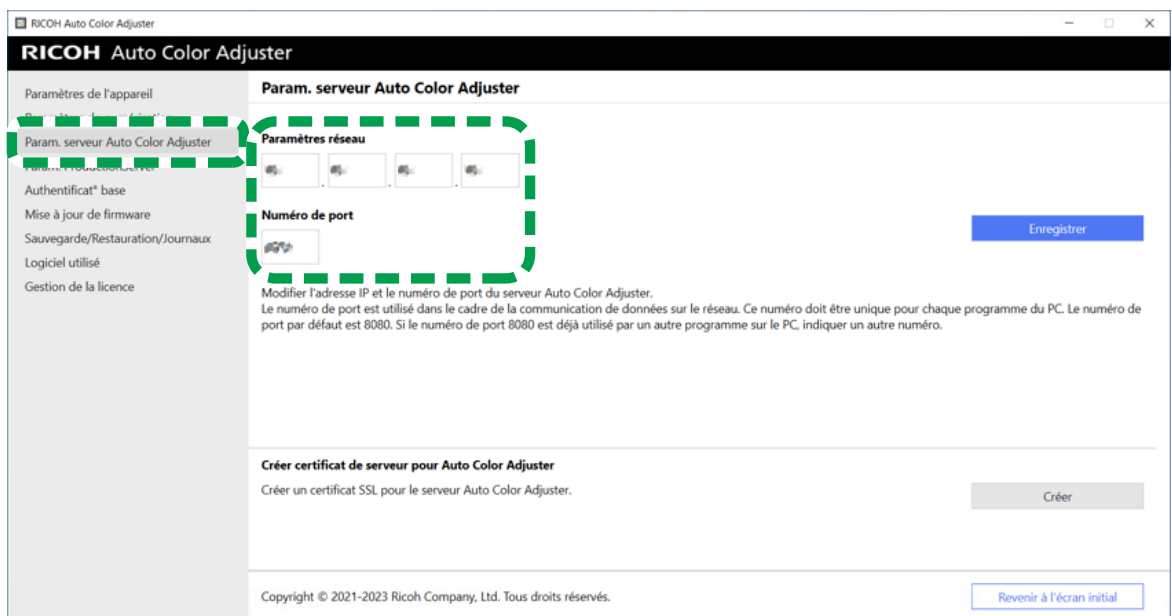 RICOH Auto Color Adjuster
RICOH Auto Color Adjuster
Paramètres de l'appareil
Param. serveur Auto Color Adjuster
Param. ProductionServer
Authentificat° base
Mise à jour de firmware
Sauvegarde/Restauration/Journaux
Logiciel utilisé
Gestion de la licence
Param. serveur Auto Color Adjuster
Paramètres réseau
. . .
Numéro de port
Enregistrer
Modifier l'adresse IP et le numéro de port du serveur Auto Color Adjuster.
Le numéro de port est utilisé dans le cadre de la communication de données sur le réseau. Ce numéro doit être unique pour chaque programme du PC. Le numéro de
port par défaut est 8080. Si le numéro de port 8080 est déjà utilisé par un autre programme sur le PC, indiquer un autre numéro.
Créer certificat de serveur pour Auto Color Adjuster
Créer un certificat SSL pour le serveur Auto Color Adjuster.
Créer
Copyright © 2021-2023 Ricoh Company, Ltd. Tous droits réservés.
Revenir à l'écran initial